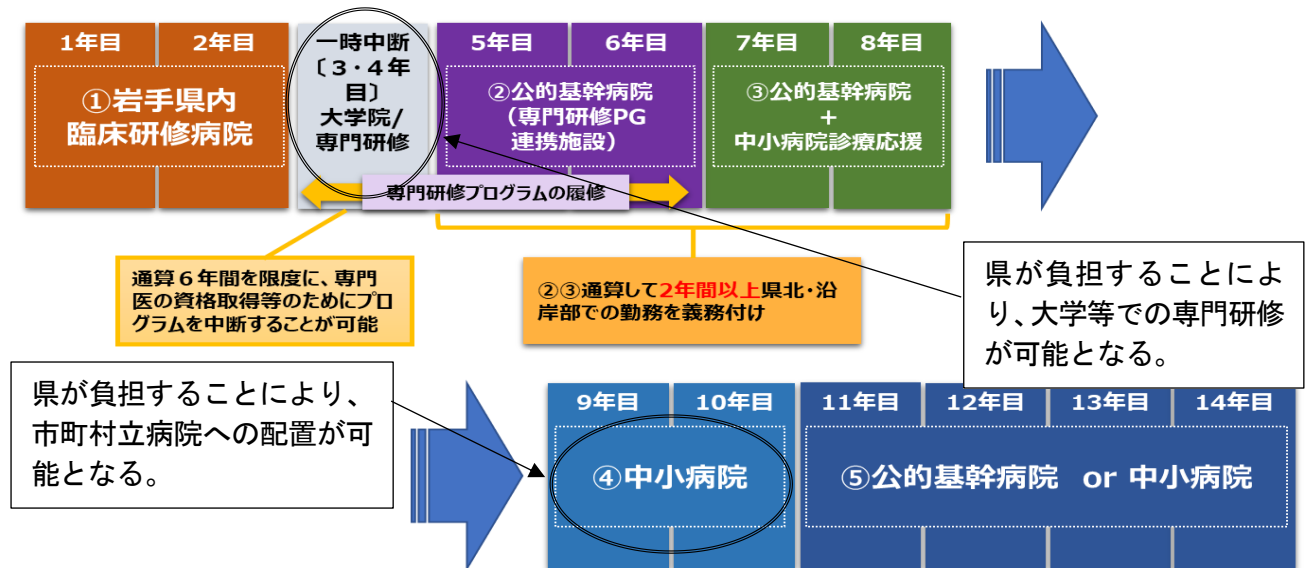 1年目
2年目
①岩手県内
臨床研修病院
一時中断
〔3・4年
目〕
大学院/
専門研修
5年目
6年目
②公的基幹病院
(専門研修PG
連携施設)
7年目
8年目
③公的基幹病院
+
中小病院診療応援
専門研修プログラムの履修
通算6年間を限度に、専門
医の資格取得等のためにプロ
グラムを中断することが可能
②③通算して2年間以上県北・沿
岸部での勤務を義務付け
県が負担することによ
り、大学等での専門研修
が可能となる。
県が負担することにより、
市町村立病院への配置が可
能となる。
9年目
10年目
④中小病院
11年目
12年目
13年目
14年目
⑤公的基幹病院 or 中小病院